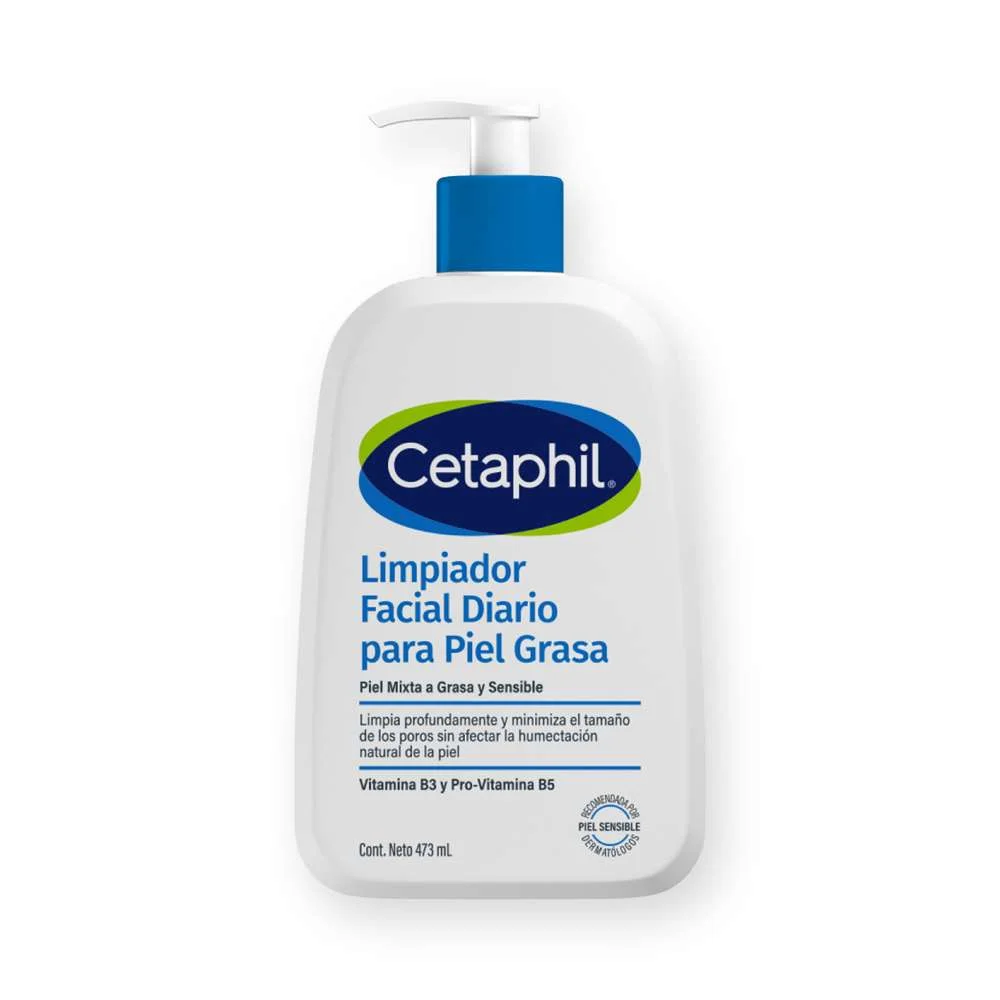 Cetaphil®
Limpiador
Facial Diario
para Piel Grasa
Piel Mixta a Grasa y Sensible
Limpia profundamente y minimiza el tamaño
de los poros sin afectar la humectación
natural de la piel
Vitamina B3 y Pro-Vitamina B5
RECOMENDADA POR
PIEL SENSIBLE
DERMATÓLOGOS
Cont. Neto 473 mL